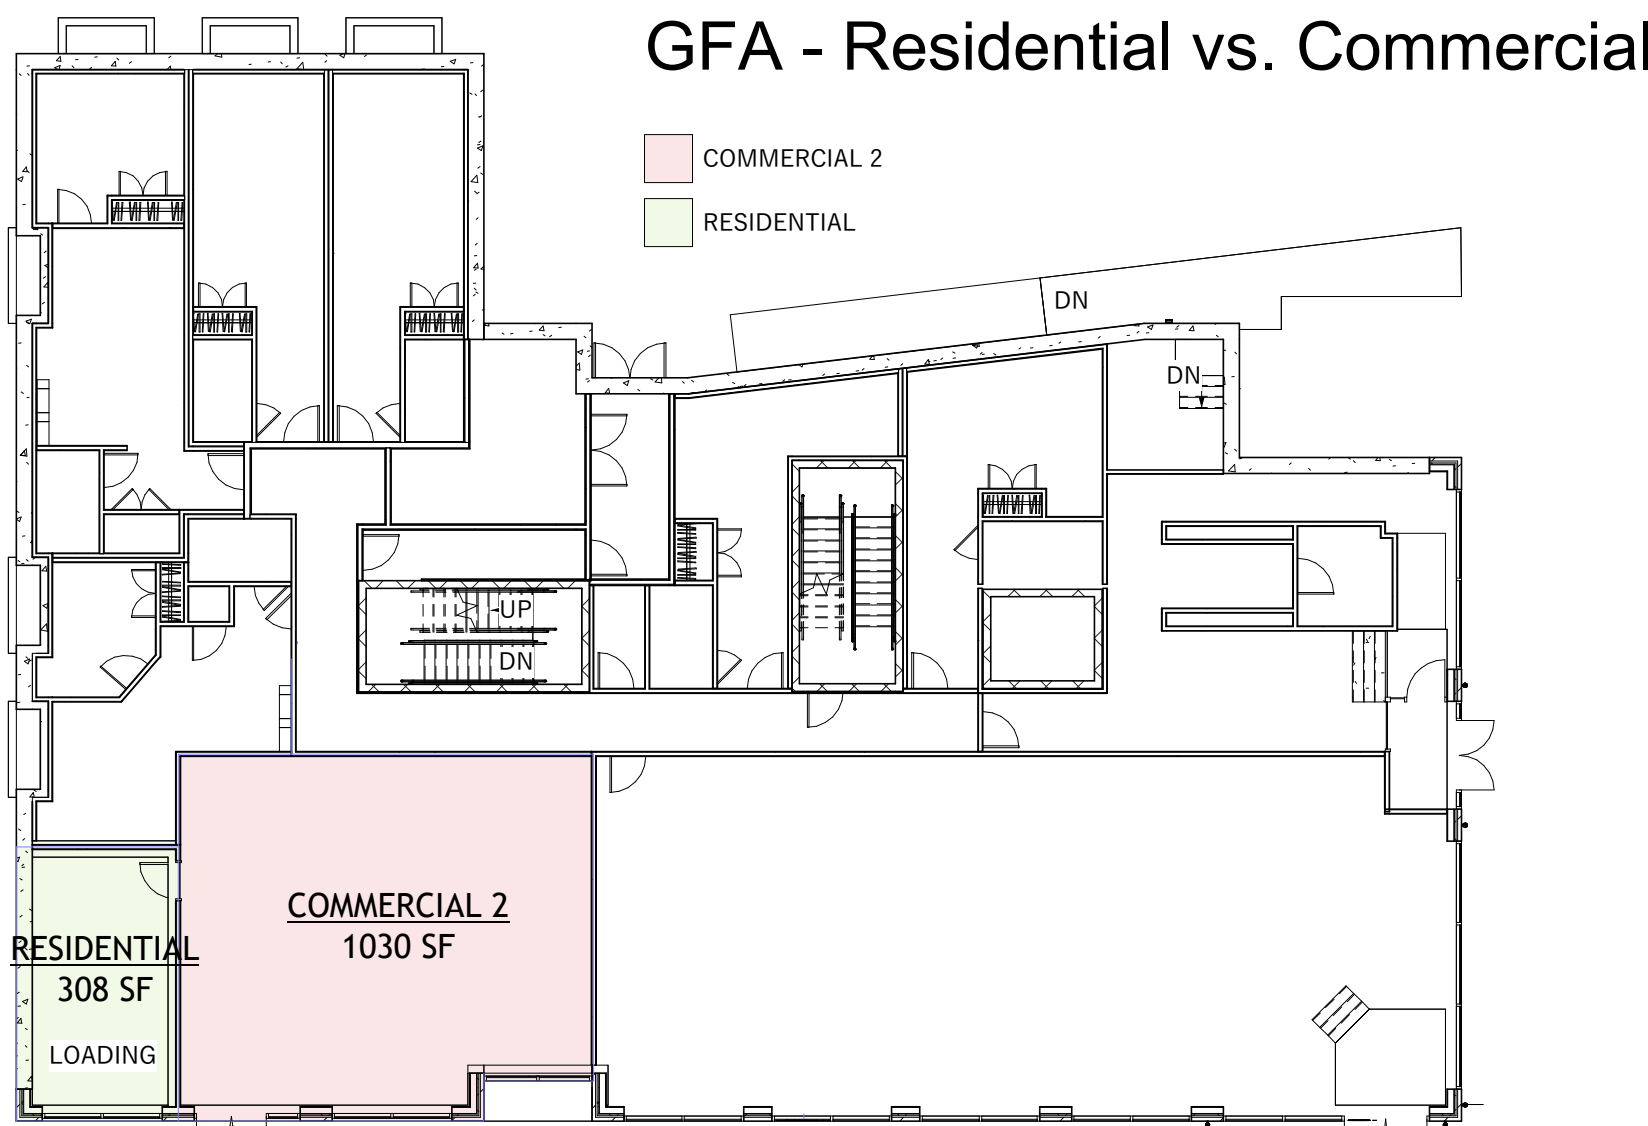 GFA - Residential vs. Commercial
COMMERCIAL 2
RESIDENTIAL
DN
DN
UP
DN
COMMERCIAL 2
1030 SF
RESIDENTIAL
308 SF
LOADING